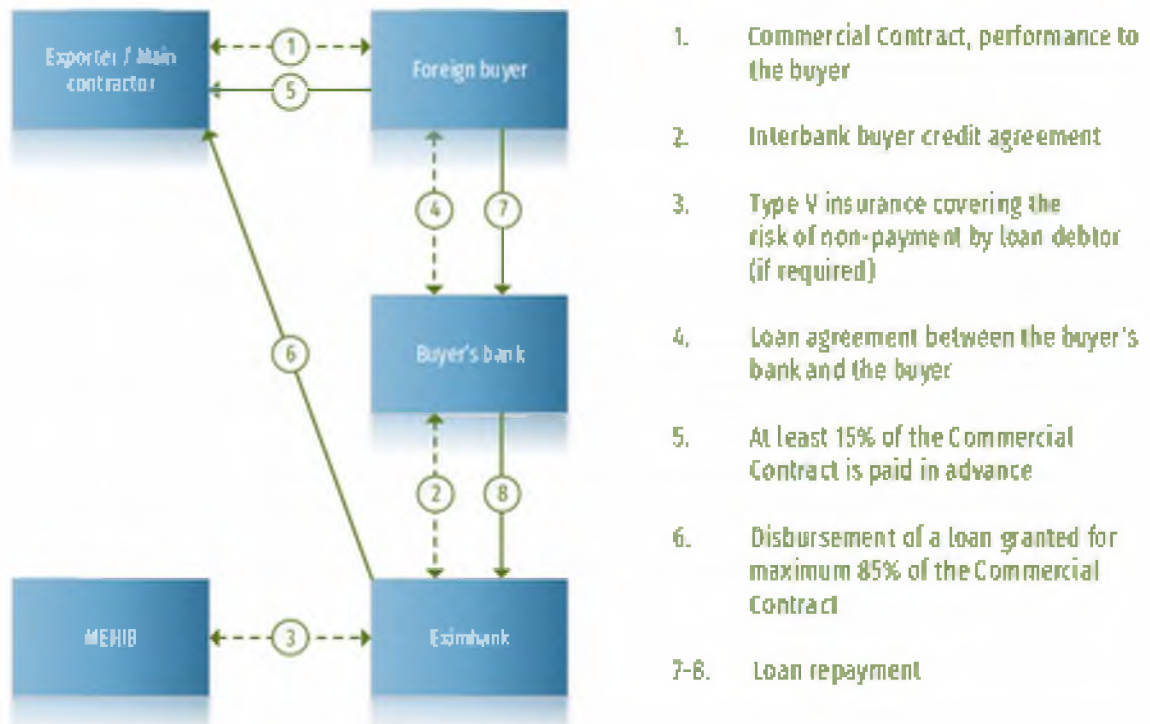 Exporter / Main
contractor
1
5
Foreign buyer
4
7
6
Buyer's bank
2
8
MEHIB
3
Eximbank
1. Commercial Contract, performance to
the buyer
2. Interbank buyer credit agreement
3. Type V insurance covering the
risk of non-payment by loan debtor
(if required)
4. Loan agreement between the buyer's
bank and the buyer
5. At least 15% of the Commercial
Contract is paid in advance
6. Disbursement of a loan granted for
maximum 85% of the Commercial
Contract
7-8. Loan repayment